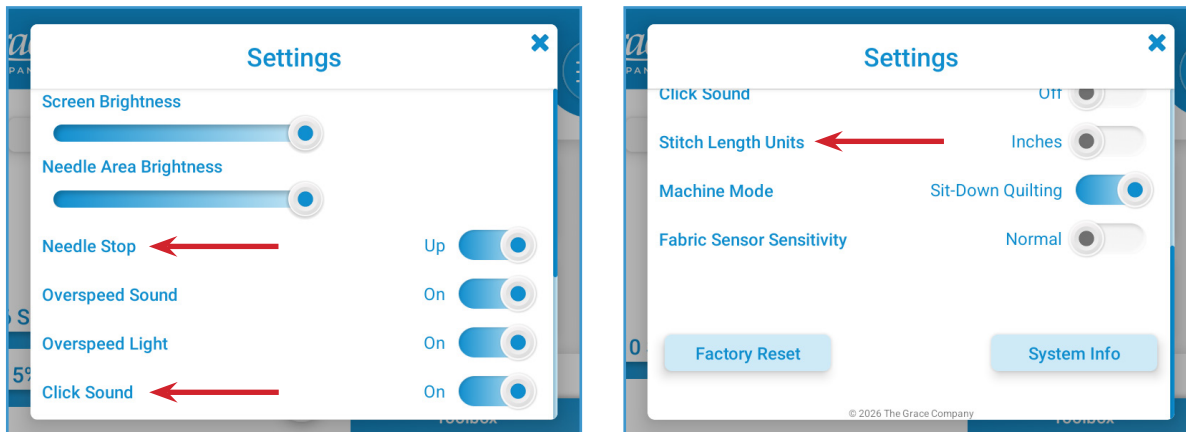 Settings
Screen Brightness
Needle Area Brightness
Needle Stop Up
Overspeed Sound On
Overspeed Light On
Click Sound On
5%
Settings
Click Sound Off
Stitch Length Units Inches
Machine Mode Sit-Down Quilting
Fabric Sensor Sensitivity Normal
Factory Reset System Info
© 2026 The Grace Company
0